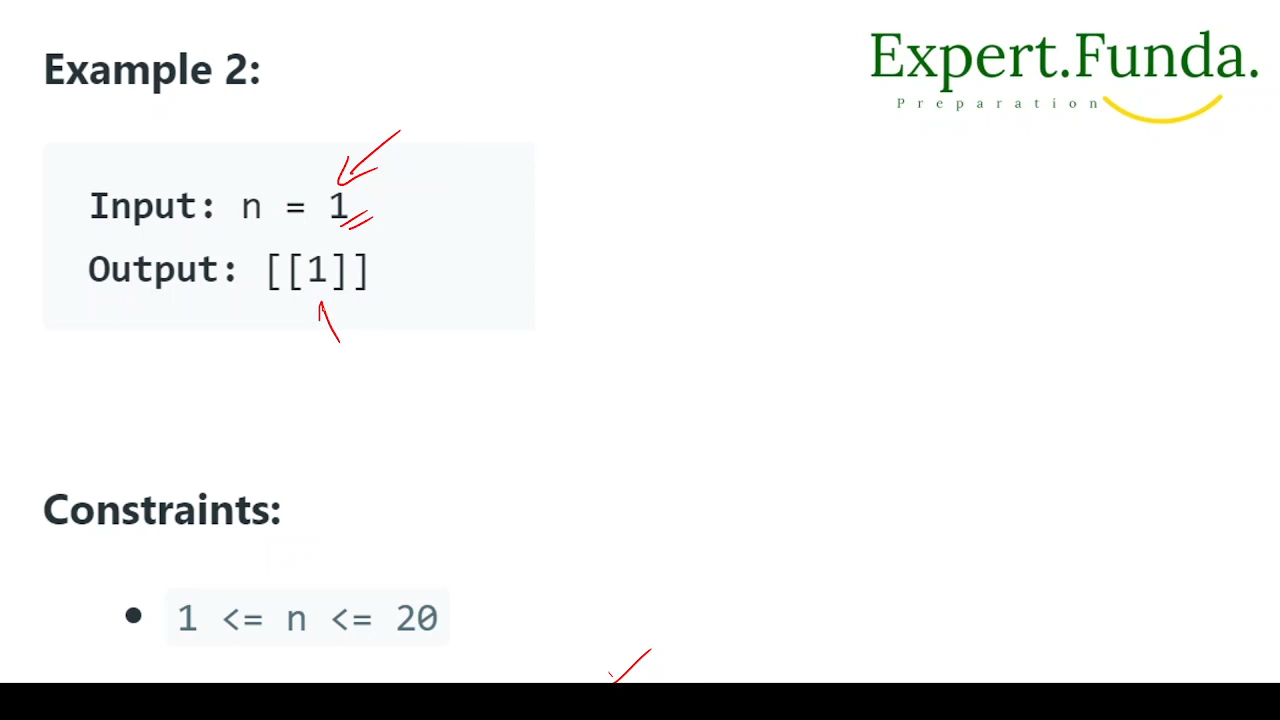 Example 2:
Expert.Funda.
Preparation
Input: n = 1
Output: [[1]]
Constraints:
• 1 <= n <= 20